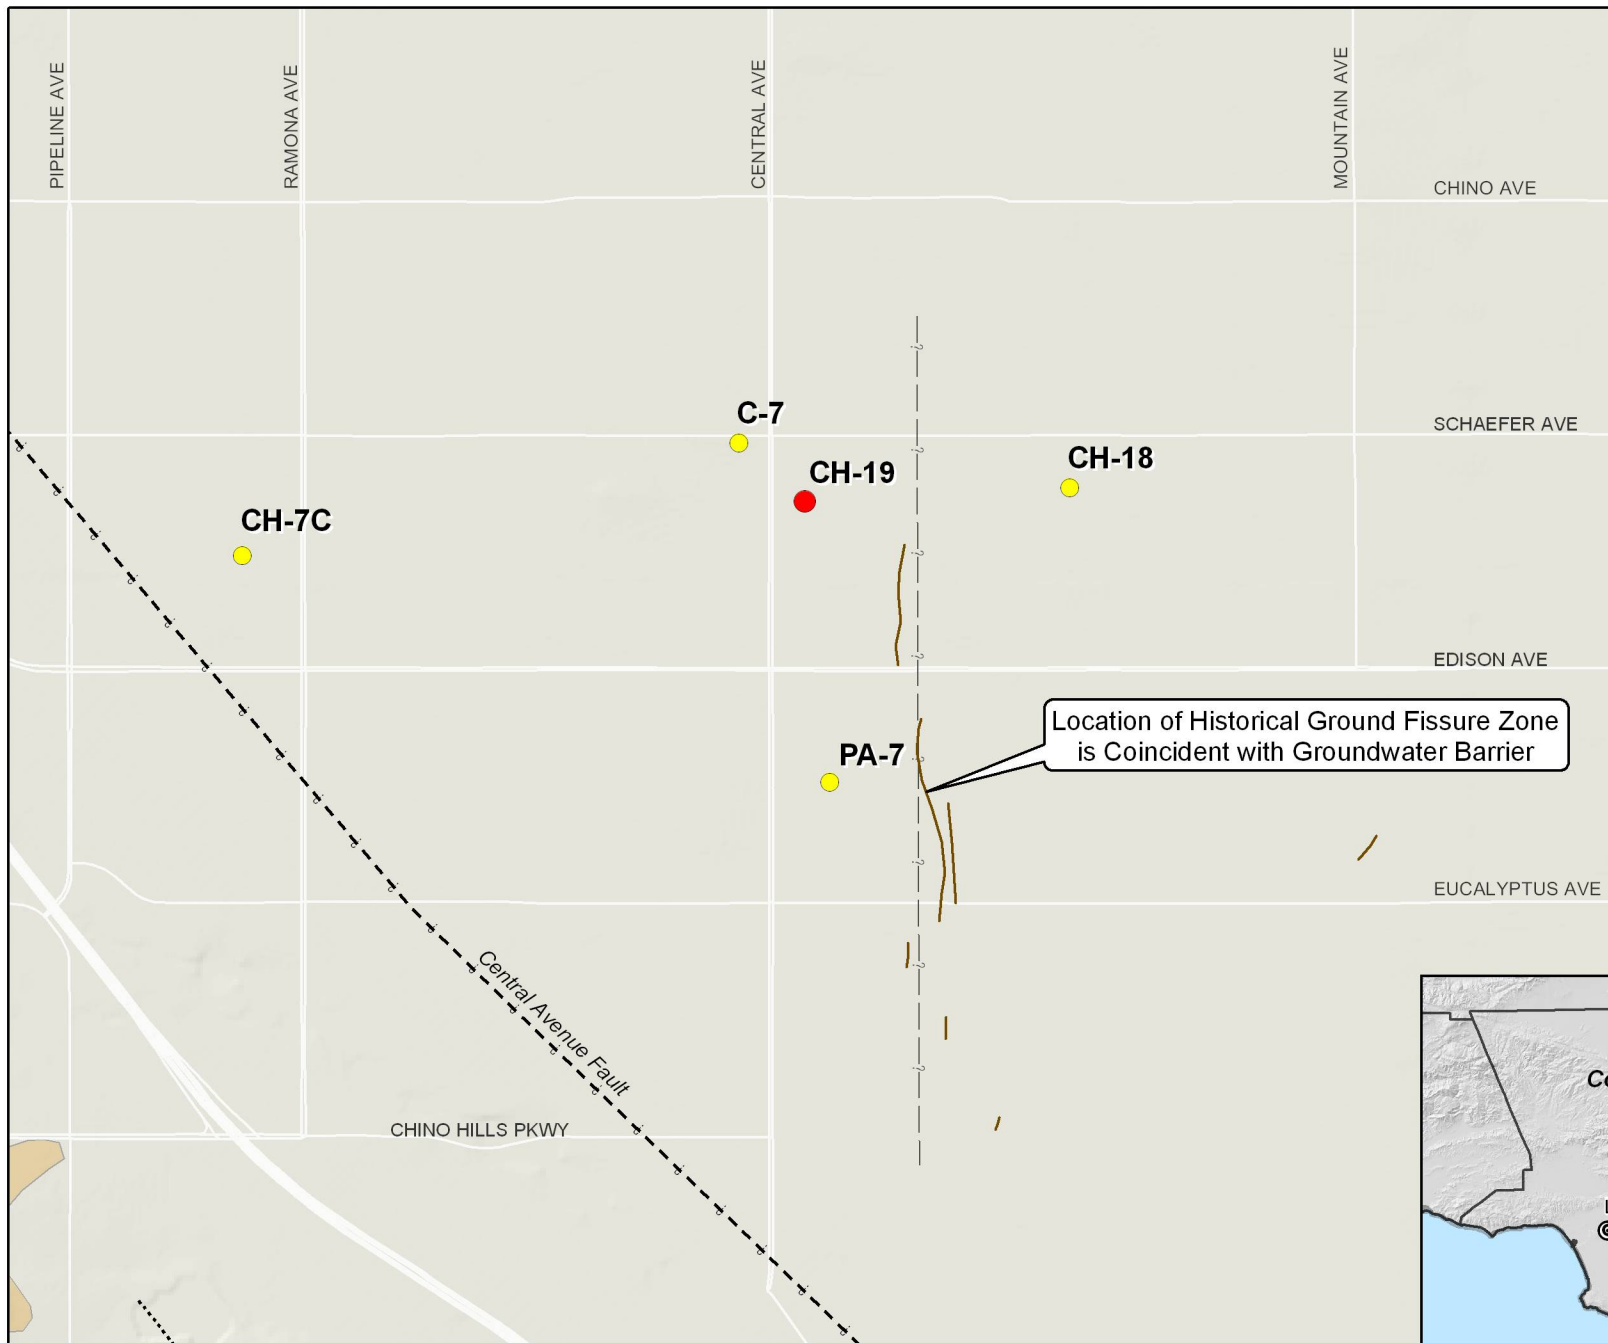 PIPELINE AVE
RAMONA AVE
CENTRAL AVE
MOUNTAIN AVE
CHINO AVE
C-7
SCHAEFER AVE
CH-19
CH-18
CH-7C
EDISON AVE
Location of Historical Ground Fissure Zone
is Coincident with Groundwater Barrier
PA-7
EUCALYPTUS AVE
Central Avenue Fault
CHINO HILLS PKWY
?
?
?
?
?
?
?
?